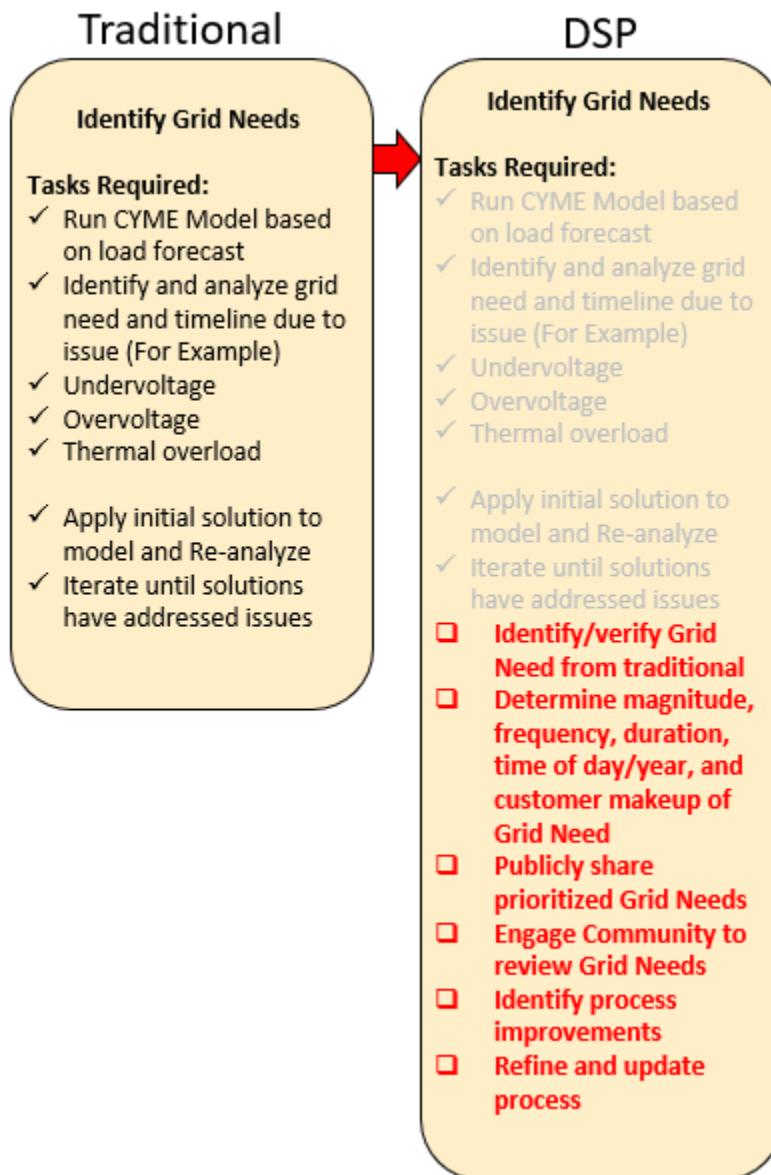 Traditional
Identify Grid Needs
Tasks Required:
✓ Run CYME Model based
on load forecast
✓ Identify and analyze grid
need and timeline due to
issue (For Example)
✓ Undervoltage
✓ Overvoltage
✓ Thermal overload
✓ Apply initial solution to
model and Re-analyze
✓ Iterate until solutions
have addressed issues
DSP
Identify Grid Needs
Tasks Required:
✓ Run CYME Model based
on load forecast
✓ Identify and analyze grid
need and timeline due to
issue (For Example)
✓ Undervoltage
✓ Overvoltage
✓ Thermal overload
✓ Apply initial solution to
model and Re-analyze
✓ Iterate until solutions
have addressed issues
❑ Identify/verify Grid
Need from traditional
❑ Determine magnitude,
frequency, duration,
time of day/year, and
customer makeup of
Grid Need
❑ Publicly share
prioritized Grid Needs
❑ Engage Community to
review Grid Needs
❑ Identify process
improvements
❑ Refine and update
process